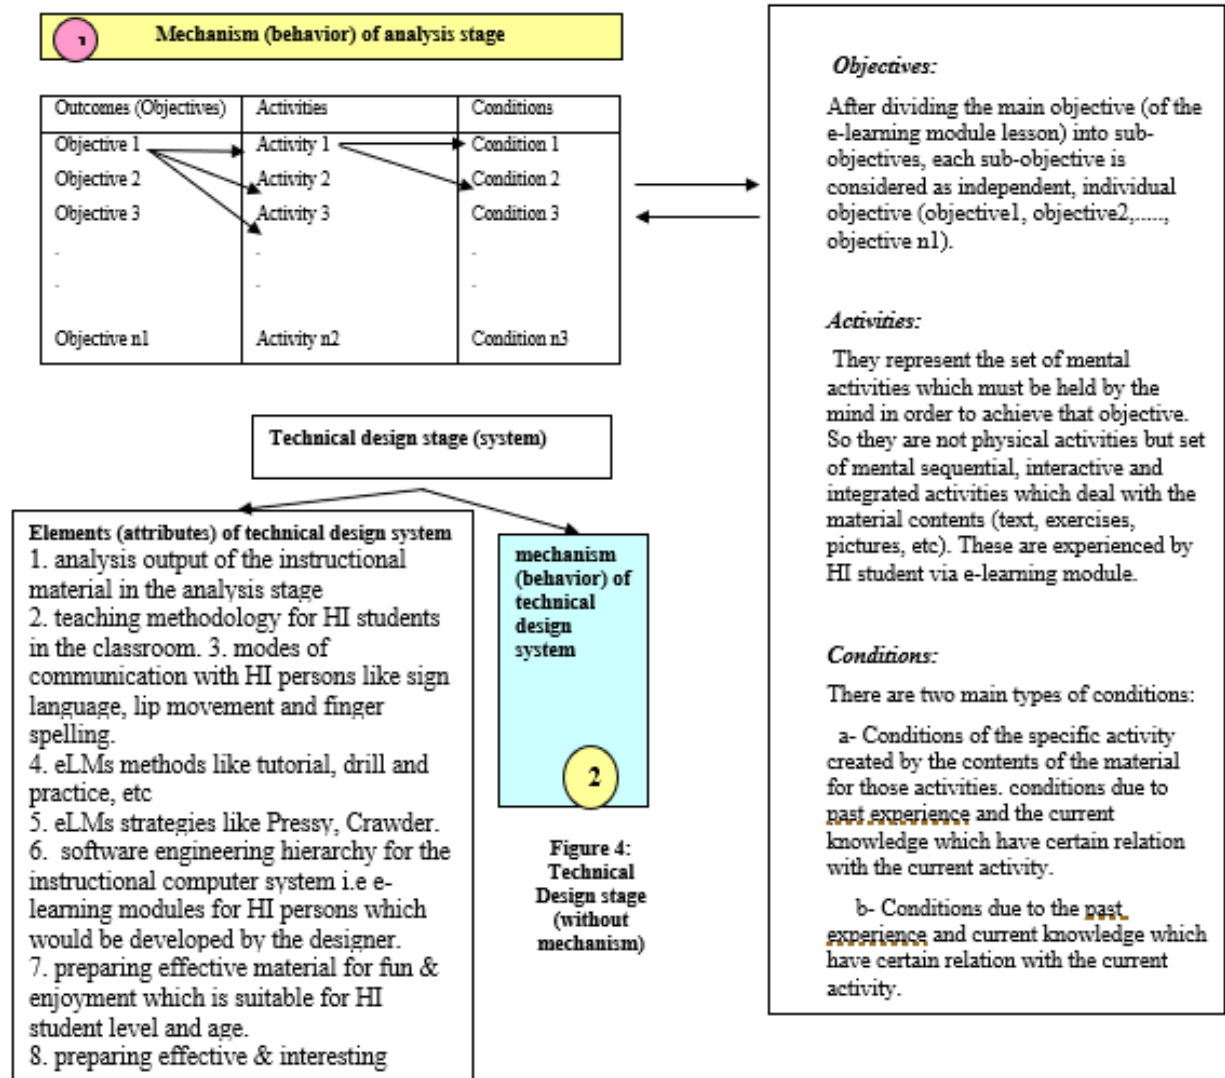 ١
Mechanism (behavior) of analysis stage
Outcomes (Objectives) Activities Conditions
Objective 1 Activity 1 Condition 1
Objective 2 Activity 2 Condition 2
Objective 3 Activity 3 Condition 3
. . .
. . .
Objective n1 Activity n2 Condition n3
Technical design stage (system)
Elements (attributes) of technical design system
1. analysis output of the instructional
material in the analysis stage
2. teaching methodology for HI students
in the classroom. 3. modes of
communication with HI persons like sign
language, lip movement and finger
spelling.
4. eLMs methods like tutorial, drill and
practice, etc
5. eLMs strategies like Pressy, Crawder.
6. software engineering hierarchy for the
instructional computer system i.e e-
learning modules for HI persons which
would be developed by the designer.
7. preparing effective material for fun &
enjoyment which is suitable for HI
student level and age.
8. preparing effective & interesting
mechanism
(behavior) of
technical
design
system
2
Figure 4:
Technical
Design stage
(without
mechanism)
Objectives:
After dividing the main objective (of the
e-learning module lesson) into sub-
objectives, each sub-objective is
considered as independent, individual
objective (objective1, objective2,.....,
objective n1).
Activities:
They represent the set of mental
activities which must be held by the
mind in order to achieve that objective.
So they are not physical activities but set
of mental sequential, interactive and
integrated activities which deal with the
material contents (text, exercises,
pictures, etc). These are experienced by
HI student via e-learning module.
Conditions:
There are two main types of conditions:
a- Conditions of the specific activity
created by the contents of the material
for those activities. conditions due to
past experience and the current
knowledge which have certain relation
with the current activity.
b- Conditions due to the past
experience and current knowledge which
have certain relation with the current
activity.